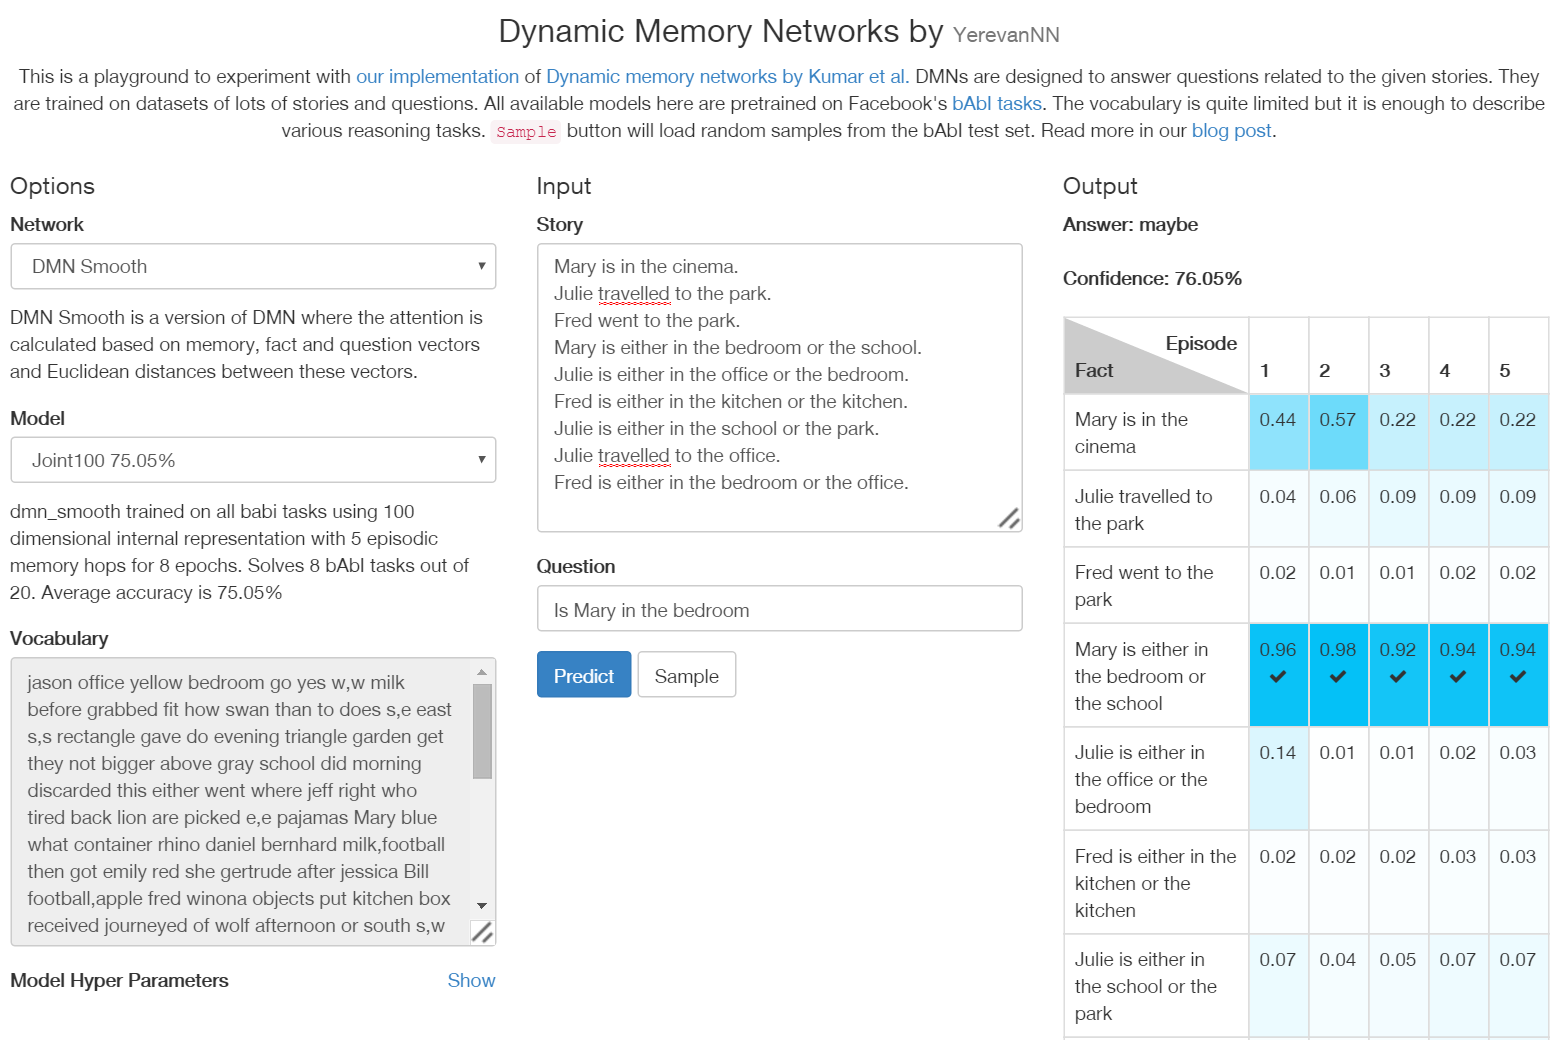 Dynamic Memory Networks by YerevanNN
This is a playground to experiment with our implementation of Dynamic memory networks by Kumar et al. DMNs are designed to answer questions related to the given stories. They
are trained on datasets of lots of stories and questions. All available models here are pretrained on Facebook's bAbI tasks. The vocabulary is quite limited but it is enough to describe
various reasoning tasks. Sample button will load random samples from the bAbI test set. Read more in our blog post.
Options
Network
DMN Smooth
DMN Smooth is a version of DMN where the attention is
calculated based on memory, fact and question vectors
and Euclidean distances between these vectors.
Model
Joint100 75.05%
dmn_smooth trained on all babi tasks using 100
dimensional internal representation with 5 episodic
memory hops for 8 epochs. Solves 8 bAbI tasks out of
20. Average accuracy is 75.05%
Vocabulary
jason office yellow bedroom go yes w,w milk
before grabbed fit how swan than to does s,e east
s,s rectangle gave do evening triangle garden get
they not bigger above gray school did morning
discarded this either went where jeff right who
tired back lion are picked e,e pajamas Mary blue
what container rhino daniel bernhard milk,football
then got emily red she gertrude after jessica Bill
football,apple fred winona objects put kitchen box
received journeyed of wolf afternoon or south s,w
Model Hyper Parameters Show
Input
Story
Mary is in the cinema.
Julie travelled to the park.
Fred went to the park.
Mary is either in the bedroom or the school.
Julie is either in the office or the bedroom.
Fred is either in the kitchen or the kitchen.
Julie is either in the school or the park.
Julie travelled to the office.
Fred is either in the bedroom or the office.
Question
Is Mary in the bedroom
Predict Sample
Output
Answer: maybe
Confidence: 76.05%
Episode
Fact 1 2 3 4 5
Mary is in the 0.44 0.57 0.22 0.22 0.22
cinema
Julie travelled to 0.04 0.06 0.09 0.09 0.09
the park
Fred went to the 0.02 0.01 0.01 0.02 0.02
park
Mary is either in 0.96 0.98 0.92 0.94 0.94
the bedroom or
the school
Julie is either in 0.14 0.01 0.01 0.02 0.03
the office or the
bedroom
Fred is either in the 0.02 0.02 0.02 0.03 0.03
kitchen or the
kitchen
Julie is either in 0.07 0.04 0.05 0.07 0.07
the school or the
park